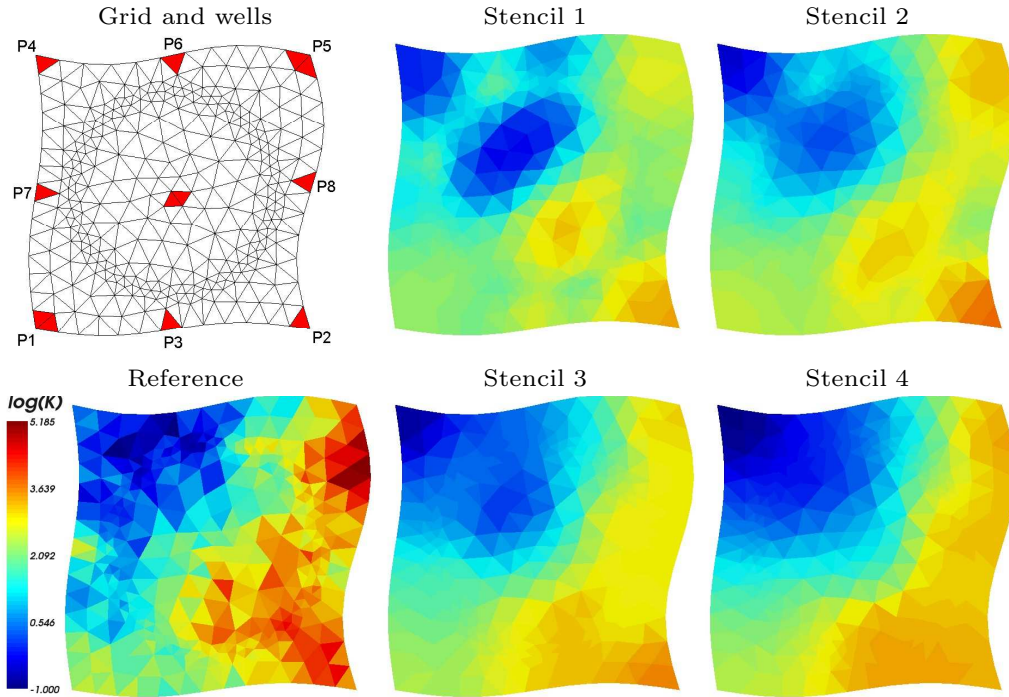 Grid and wells
Stencil 1
Stencil 2
P4
P6
P5
P7
P8
P1
P3
P2
Reference
Stencil 3
Stencil 4
log(K)
5.185
3.639
2.092
0.546
-1.000